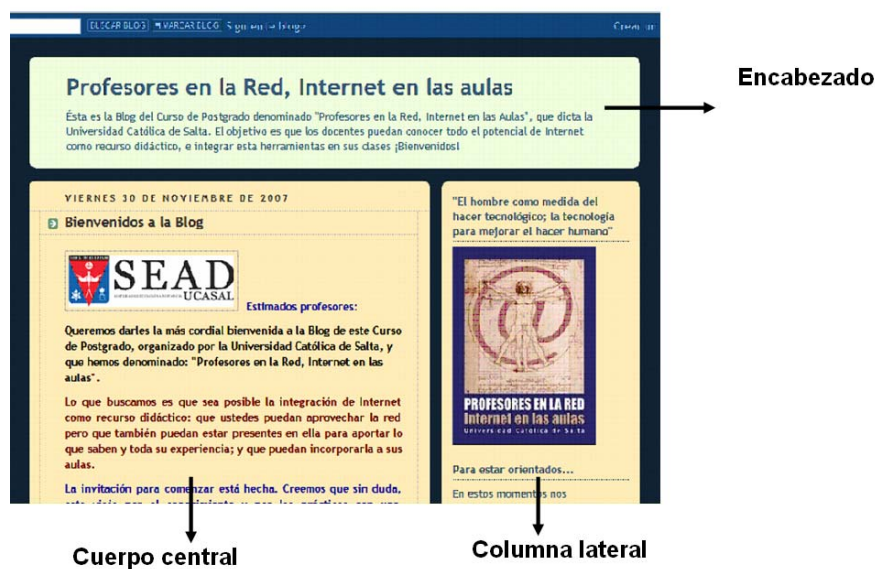 BUSCAR BLOG MARCAR BLOG Siguiente blog»
Crear un
Profesores en la Red, Internet en las aulas
Ésta es la Blog del Curso de Postgrado denominado "Profesores en la Red, Internet en las Aulas", que dicta la
Universidad Católica de Salta. El objetivo es que los docentes puedan conocer todo el potencial de Internet
como recurso didáctico, e integrar esta herramientas en sus clases ¡Bienvenidos!
Encabezado
VIERNES 30 DE NOVIEMBRE DE 2007
Bienvenidos a la Blog
SEAD
UCASAL
Estimados profesores:
Queremos darles la más cordial bienvenida a la Blog de este Curso
de Postgrado, organizado por la Universidad Católica de Salta, y
que hemos denominado: "Profesores en la Red, Internet en las
aulas".
Lo que buscamos es que sea posible la integración de Internet
como recurso didáctico: que ustedes puedan aprovechar la red
pero que también puedan estar presentes en ella para aportar lo
que saben y toda su experiencia; y que puedan incorporarla a sus
aulas.
La invitación para comenzar está hecha. Creemos que sin duda,
"El hombre como medida del
hacer tecnológico; la tecnología
para mejorar el hacer humano"
PROFESORES EN LA RED
Internet en las aulas
Universidad Católica de Salta
Para estar orientados...
En estos momentos nos
Cuerpo central
Columna lateral